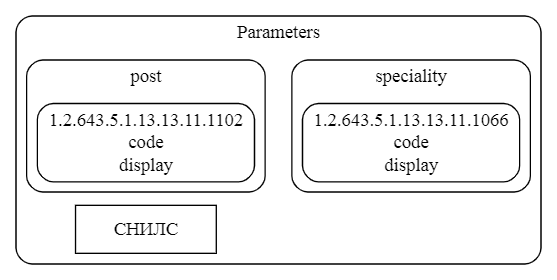 Parameters
post
1.2.643.5.1.13.13.11.1102
code
display
speciality
1.2.643.5.1.13.13.11.1066
code
display
СНИЛС